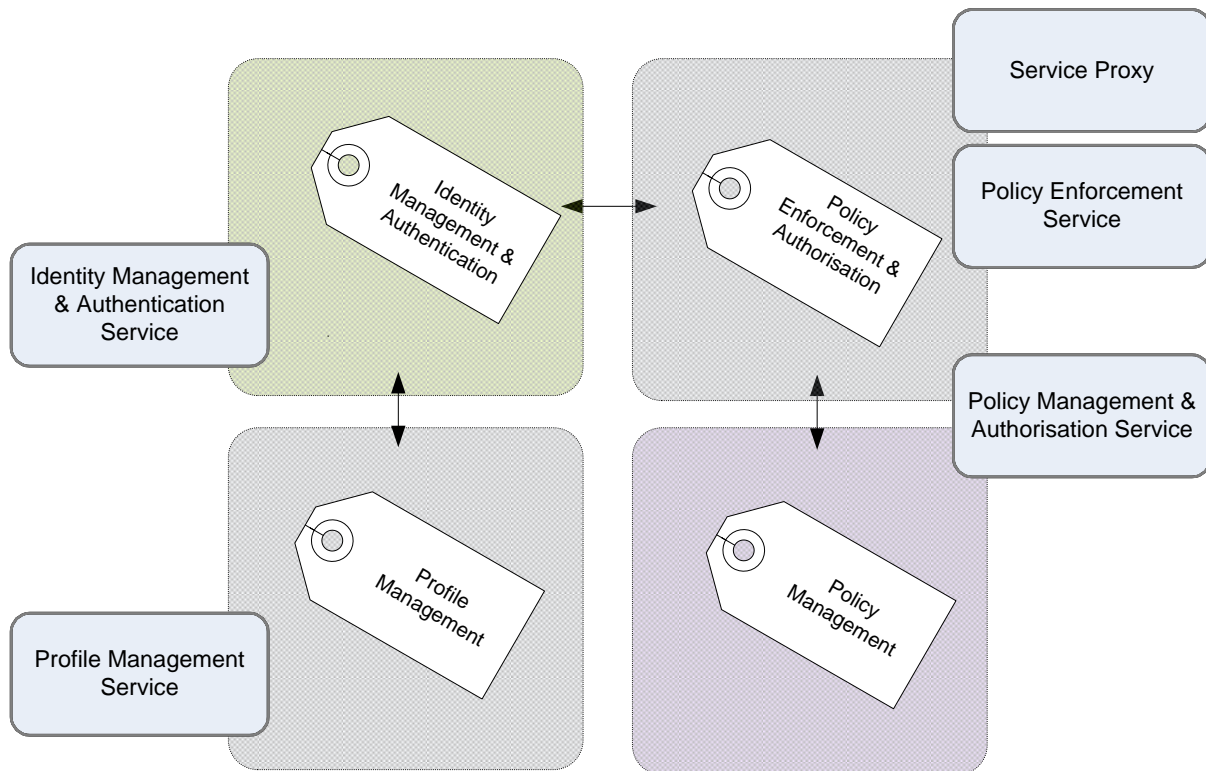 Service Proxy
Identity
Management &
Authentication
Policy
Enforcement &
Authorisation
Policy Enforcement
Service
Identity Management
& Authentication
Service
Policy Management &
Authorisation Service
Profile
Management
Policy
Management
Profile Management
Service